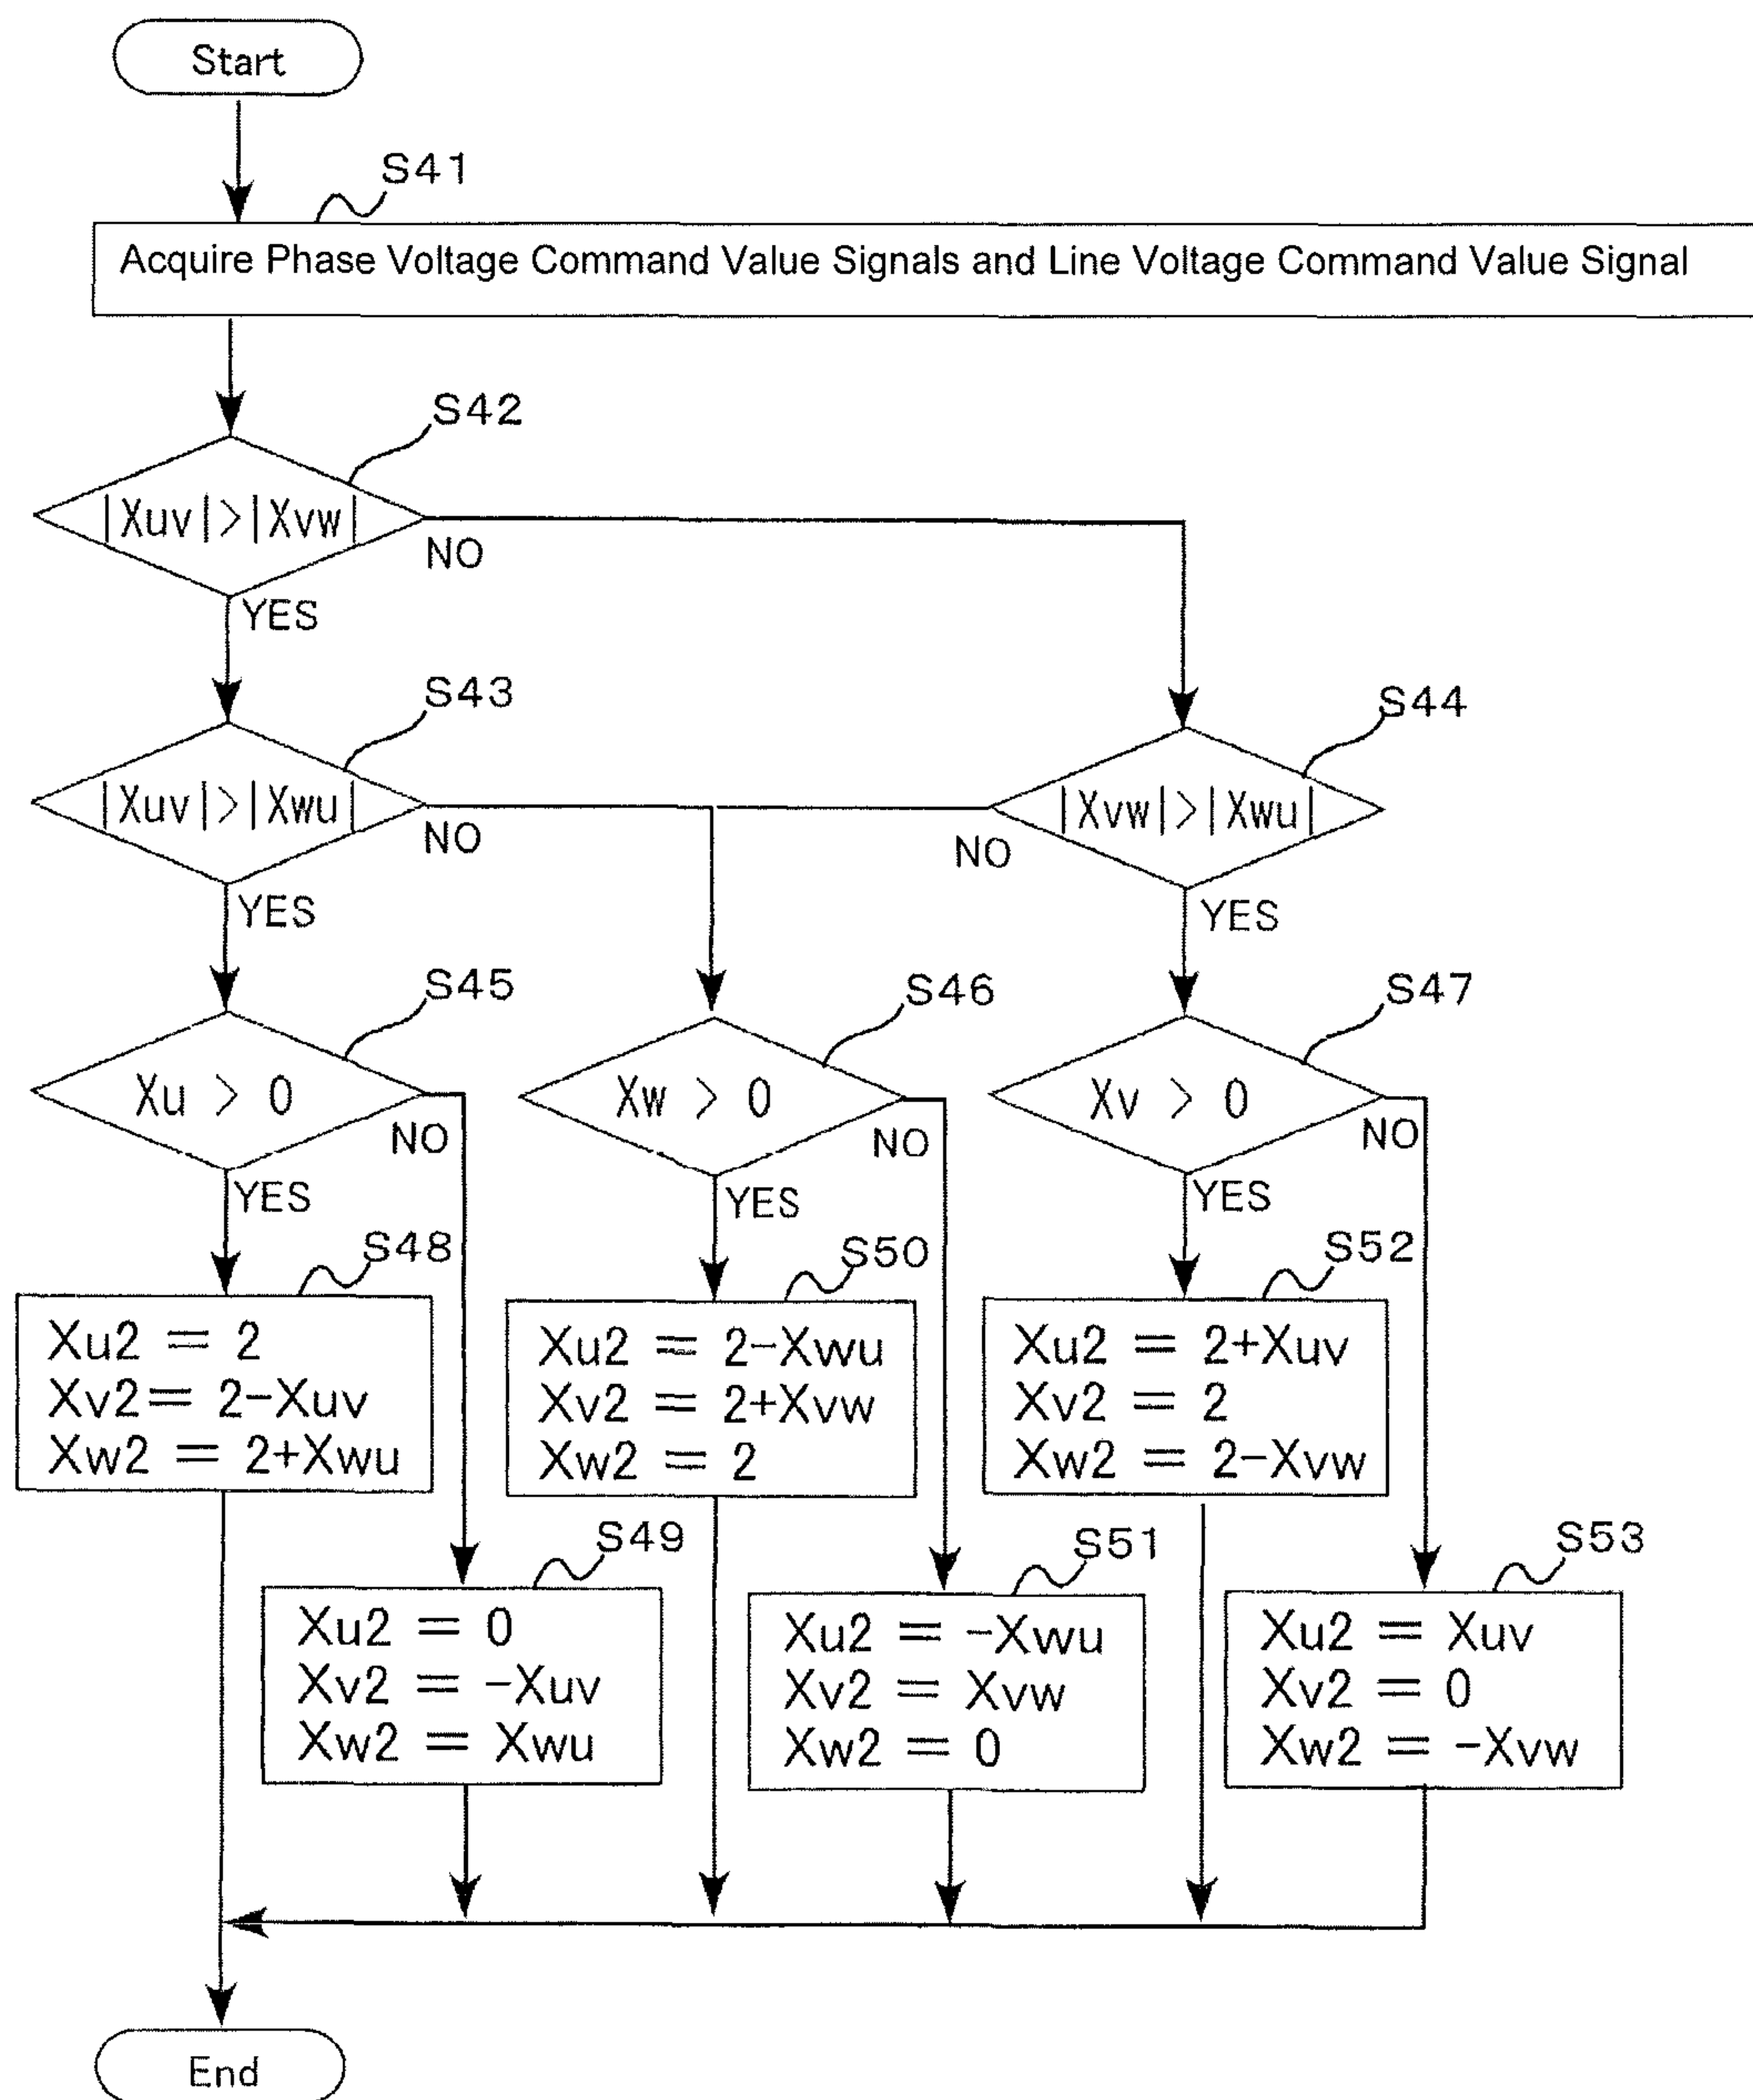 Start
S41
Acquire Phase Voltage Command Value Signals and Line Voltage Command Value Signal
S42
|Xuv|>|Xvw|
NO
YES
S43
|Xuv|>|Xwu|
NO
YES
S44
|Xvw|>|Xwu|
NO
YES
S45
Xu > 0
NO
YES
S46
Xw > 0
NO
YES
S47
Xv > 0
NO
YES
S48
Xu2 = 2
Xv2= 2-Xuv
Xw2 = 2+Xwu
S50
Xu2 = 2-Xwu
Xv2 = 2+Xvw
Xw2 = 2
S52
Xu2 = 2+Xuv
Xv2 = 2
Xw2 = 2-Xvw
S49
Xu2 = 0
Xv2 = -Xuv
Xw2 = Xwu
S51
Xu2 = -Xwu
Xv2 = Xvw
Xw2 = 0
S53
Xu2 = Xuv
Xv2 = 0
Xw2 = -Xvw
End